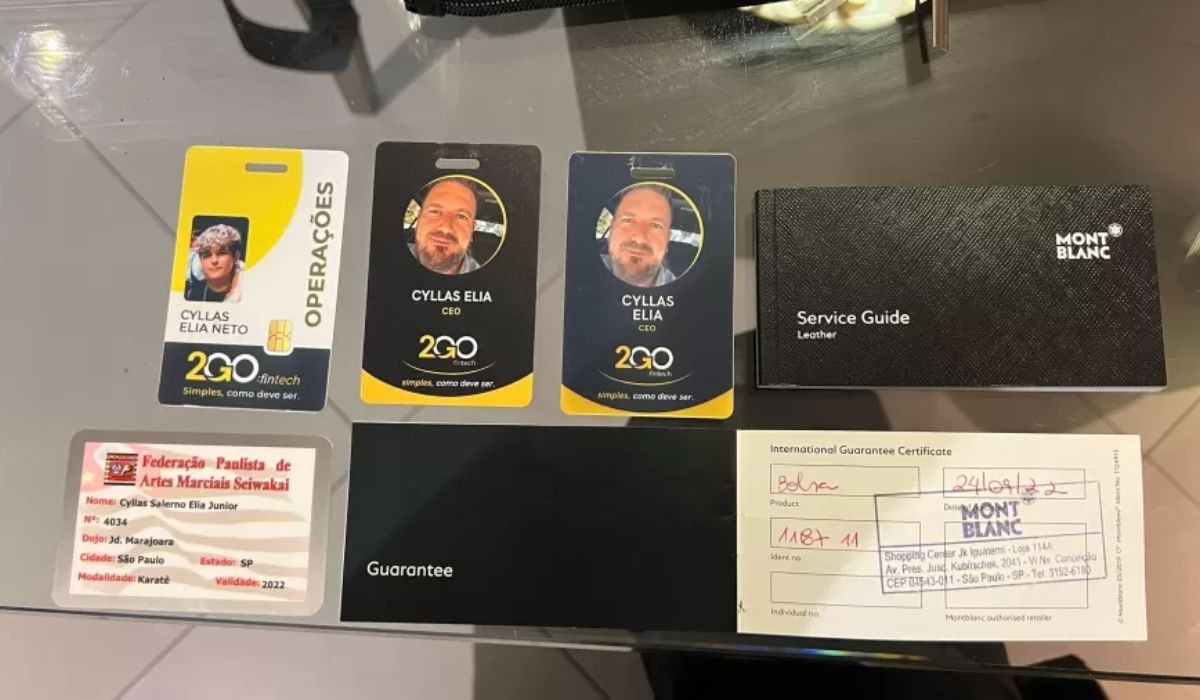 OPERAÇÕES
CYLLAS
ELIA NETO
2GO:fintech
Simples, como deve ser.
CYLLAS ELIA
CEO
2GO
fintech
simples, como deve ser.
CYLLAS
ELIA
CEO
2GO
fintech
simples, como deve ser.
MONT
BLANC
Service Guide
Leather
Federação Paulista de
Artes Marciais Seiwakai
Nome: Cyllas Salerno Elia Junior
Nº: 4034
Dojo: Jd. Marajoara
Cidade: São Paulo Estado: SP
Modalidade: Karatê Validade: 2022
Guarantee
International Guarantee Certificate
Bolsa
Product
24/09/22
1187 11
Ident no.
Individual no.
MONT
BLANC
Shopping Center Jk Iguatemi - Loja 114A
Av. Pres. Jusc. Kubitschek, 2041 - Vl Nv. Conceição
CEP 04543-011 - São Paulo - SP - Tel: 3152-6180
Montblanc authorised retailer